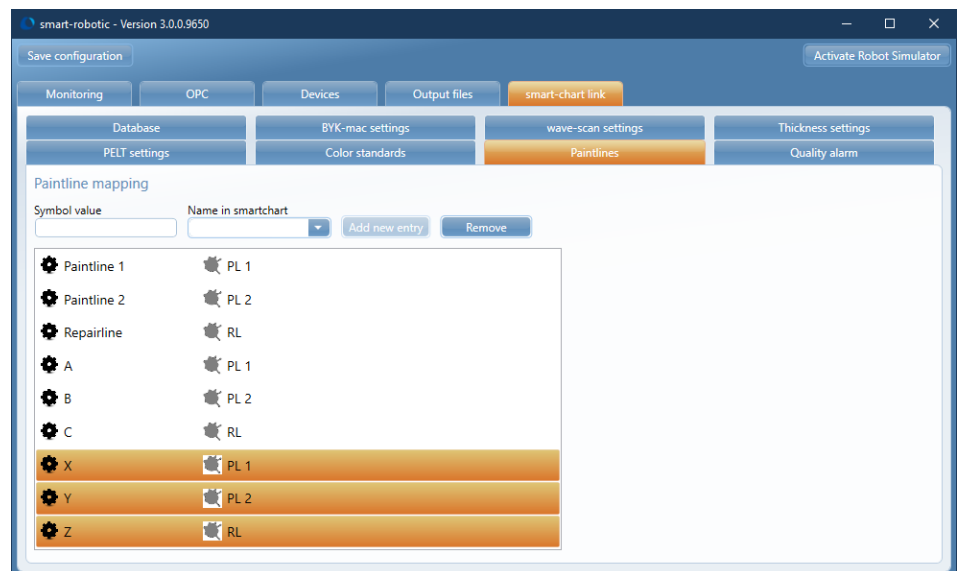 smart-robotic - Version 3.0.0.9650
Save configuration Activate Robot Simulator
Monitoring OPC Devices Output files smart-chart link
Database BYK-mac settings wave-scan settings Thickness settings
PELT settings Color standards Paintlines Quality alarm
Paintline mapping
Symbol value Name in smartchart
Add new entry Remove
Paintline 1 PL 1
Paintline 2 PL 2
Repairline RL
A PL 1
B PL 2
C RL
X PL 1
Y PL 2
Z RL